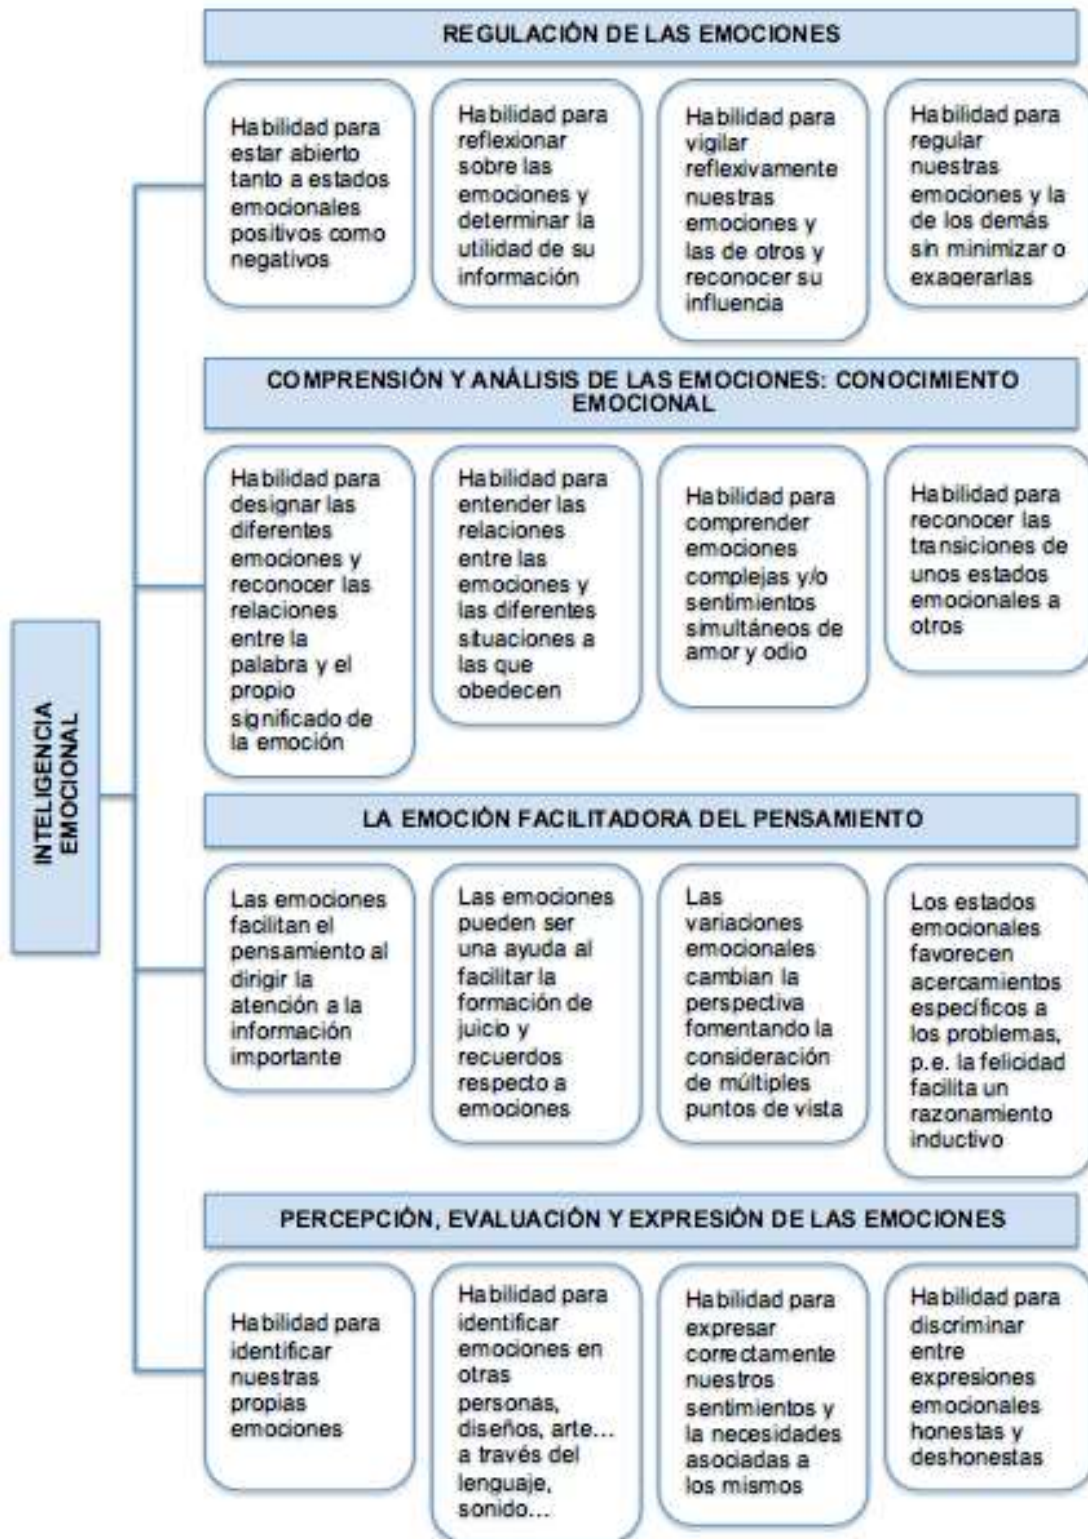 REGULACIÓN DE LAS EMOCIONES
Habilidad para
estar abierto
tanto a estados
emocionales
positivos como
negativos
Habilidad para
reflexionar
sobre las
emociones y
determinar la
utilidad de su
información
Habilidad para
vigilar
reflexivamente
nuestras
emociones y
las de otros y
reconocer su
influencia
Habilidad para
regular
nuestras
emociones y la
de los demás
sin minimizar o
exagerarlas
COMPRENSIÓN Y ANÁLISIS DE LAS EMOCIONES: CONOCIMIENTO
EMOCIONAL
Habilidad para
designar las
diferentes
emociones y
reconocer las
relaciones
entre la
palabra y el
propio
significado de
la emoción
Habilidad para
entender las
relaciones
entre las
emociones y
las diferentes
situaciones a
las que
obedecen
Habilidad para
comprender
emociones
complejas y/o
sentimientos
simultáneos de
amor y odio
Habilidad para
reconocer las
transiciones de
unos estados
emocionales a
otros
INTELIGENCIA
EMOCIONAL
LA EMOCIÓN FACILITADORA DEL PENSAMIENTO
Las emociones
facilitan el
pensamiento al
dirigir la
atención a la
información
importante
Las emociones
pueden ser
una ayuda al
facilitar la
formación de
juicio y
recuerdos
respecto a
emociones
Las
variaciones
emocionales
cambian la
perspectiva
fomentando la
consideración
de múltiples
puntos de vista
Los estados
emocionales
favorecen
acercamientos
específicos a
los problemas,
p.e. la felicidad
facilita un
razonamiento
inductivo
PERCEPCIÓN, EVALUACIÓN Y EXPRESIÓN DE LAS EMOCIONES
Habilidad para
identificar
nuestras
propias
emociones
Habilidad para
identificar
emociones en
otras
personas,
diseños, arte...
a través del
lenguaje,
sonido...
Habilidad para
expresar
correctamente
nuestros
sentimientos y
la necesidades
asociadas a
los mismos
Habilidad para
discriminar
entre
expresiones
emocionales
honestas y
deshonestas